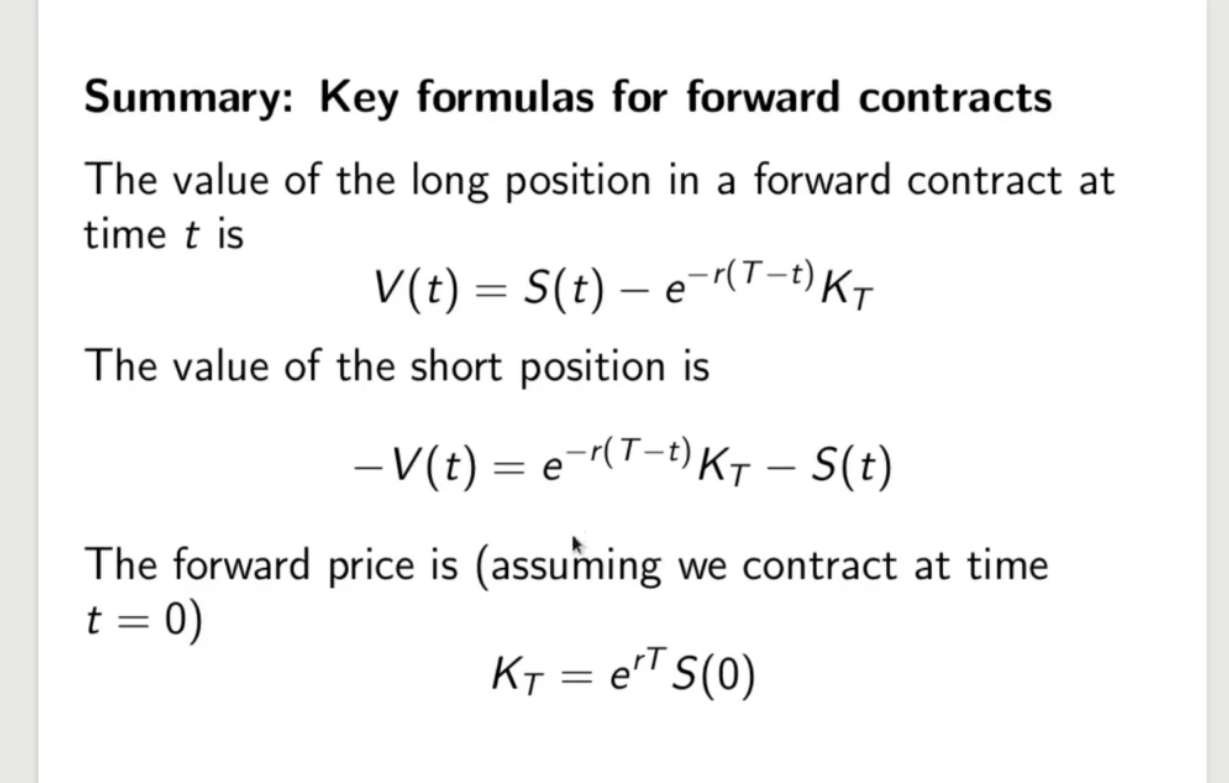 Summary: Key formulas for forward contracts
The value of the long position in a forward contract at
time t is
V(t) = S(t) − e^{−r(T−t)} K_T
The value of the short position is
−V(t) = e^{−r(T−t)} K_T − S(t)
The forward price is (assuming we contract at time
t = 0)
K_T = e^{rT} S(0)